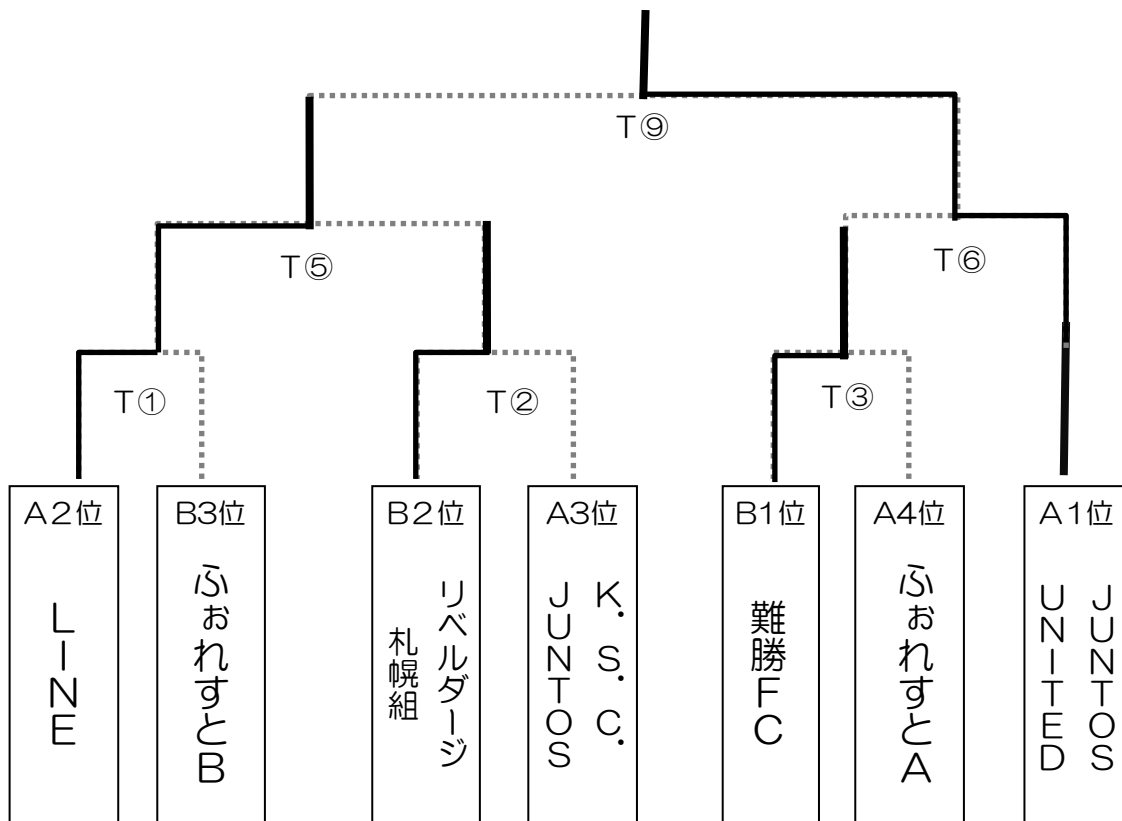 T⑨
T⑤
T⑥
T①
T②
T③
A2位
LINE
B3位
ふぉれすとB
B2位
リベルダージ
札幌組
A3位
K.S.C.
JUNTOS
B1位
難勝FC
A4位
ふぉれすとA
A1位
JUNTOS
UNITED